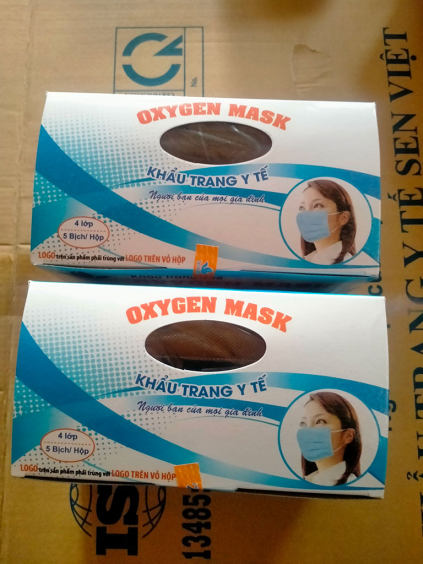 No.
OXYGEN MASK
KHẨU TRANG Y TẾ
Người bạn của mọi gia đình
4 lớp
5 Bịch/ Hộp
LOGO trên sản phẩm phải trùng với LOGO TRÊN VỎ HỘP
OXYGEN MASK
KHẨU TRANG Y TẾ
Người bạn của mọi gia đình
4 lớp
5 Bịch/ Hộp
LOGO trên sản phẩm phải trùng với LOGO TRÊN VỎ HỘP
ISO
13485
TRANG Y TẾ SEN VIỆT